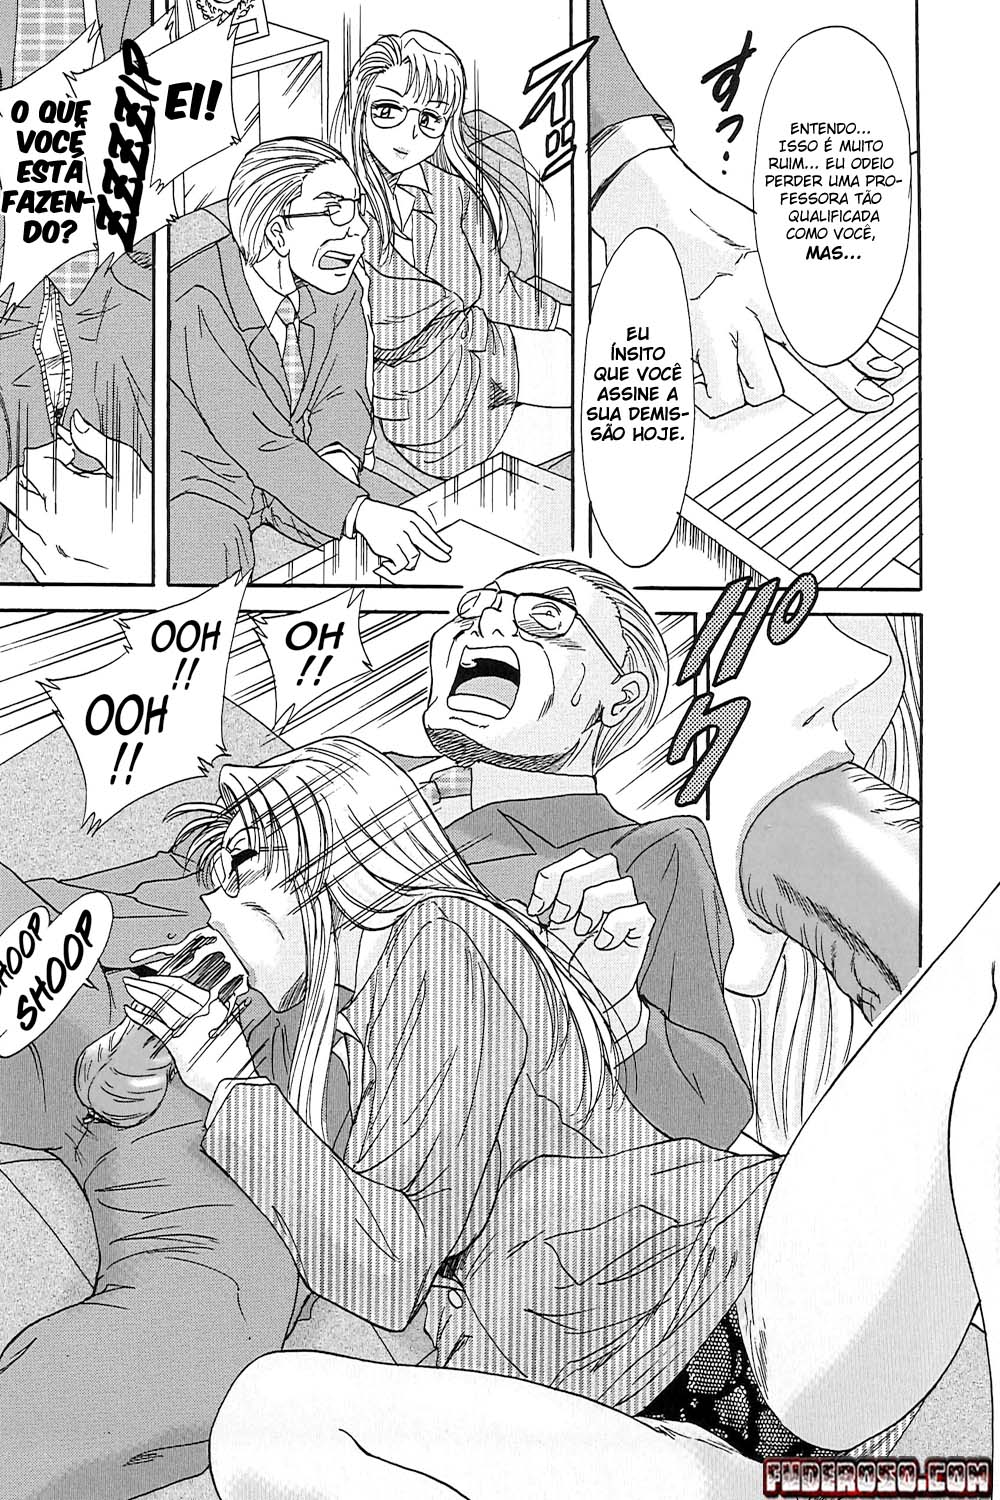 ENTENDO...
ISSO É MUITO
RUIM... EU ODEIO
PERDER UMA PRO-
FESSORA TÃO
QUALIFICADA
COMO VOCÊ,
MAS...
EU
ÍNSITO
QUE VOCÊ
ASSINE A
SUA DEMIS-
SÃO HOJE.
EI!
ZZZZIP
O QUE
VOCÊ
ESTÁ
FAZEN-
DO?
OH
!!
OOH
!!
OOH
!!
SHOOP
SHOOP
FUDEROSO.COM